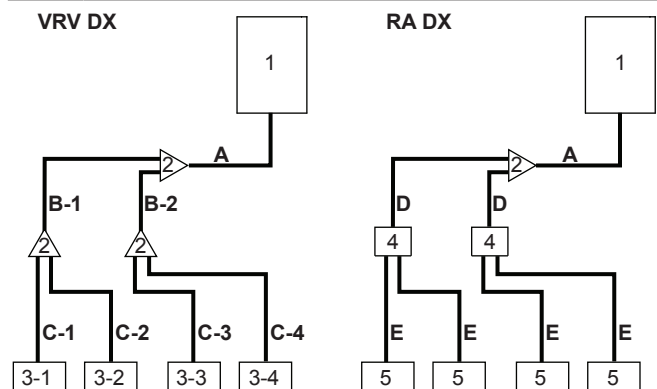 VRV DX RA DX
1 1
2 A 2 A
B-1 B-2 D D
2 2 4 4
C-1 C-2 C-3 C-4 E E E E
3-1 3-2 3-3 3-4 5 5 5 5